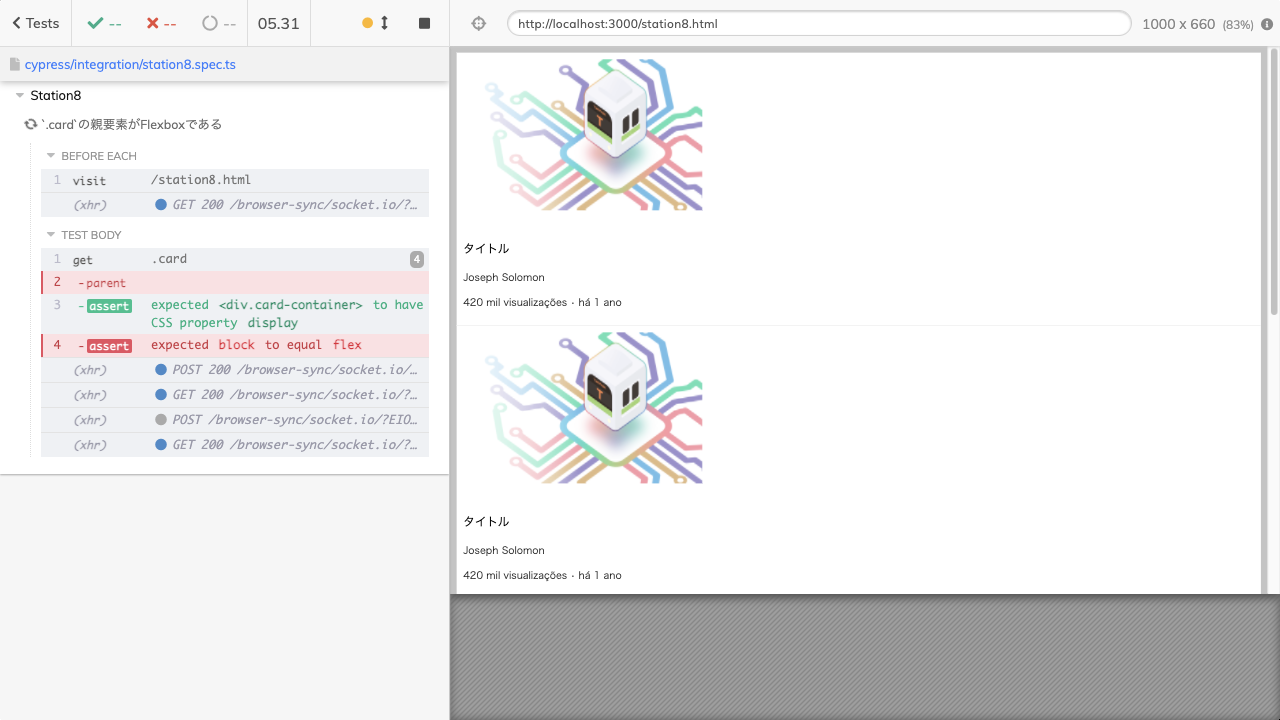 Tests
--
--
--
05.31
http://localhost:3000/station8.html
1000 x 660 (83%)
cypress/integration/station8.spec.ts
Station8
`.card`の親要素がFlexboxである
BEFORE EACH
1 visit /station8.html
(xhr) GET 200 /browser-sync/socket.io/?…
TEST BODY
1 get .card 4
2 -parent
3 -assert expected <div.card-container> to have
CSS property display
4 -assert expected block to equal flex
(xhr) POST 200 /browser-sync/socket.io/…
(xhr) GET 200 /browser-sync/socket.io/?…
(xhr) POST /browser-sync/socket.io/?EIO…
(xhr) GET 200 /browser-sync/socket.io/?…
タイトル
Joseph Solomon
420 mil visualizações · há 1 ano
タイトル
Joseph Solomon
420 mil visualizações · há 1 ano